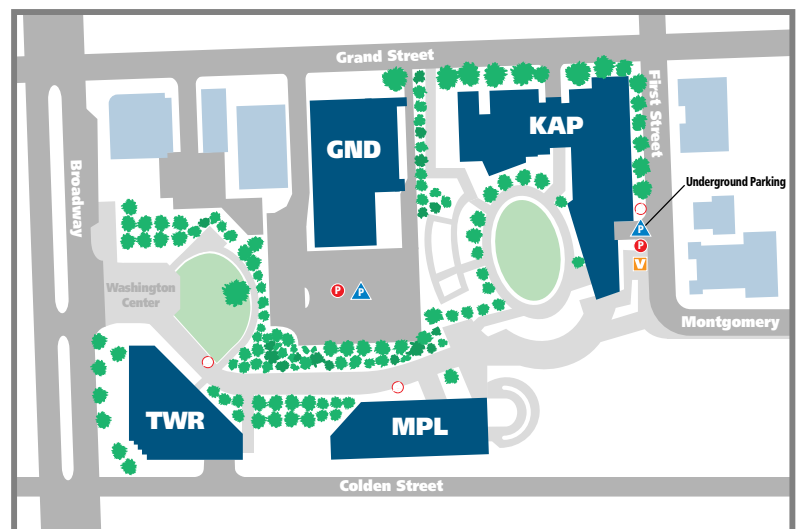 Grand Street
First Street
KAP
GND
Broadway
Underground Parking
P
P
V
Washington
Center
P
P
Montgomery
TWR
MPL
Colden Street